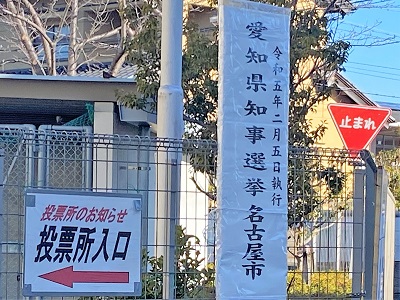 令和五年二月五日執行
愛知県知事選挙名古屋市
止まれ
投票所のお知らせ
投票所入口